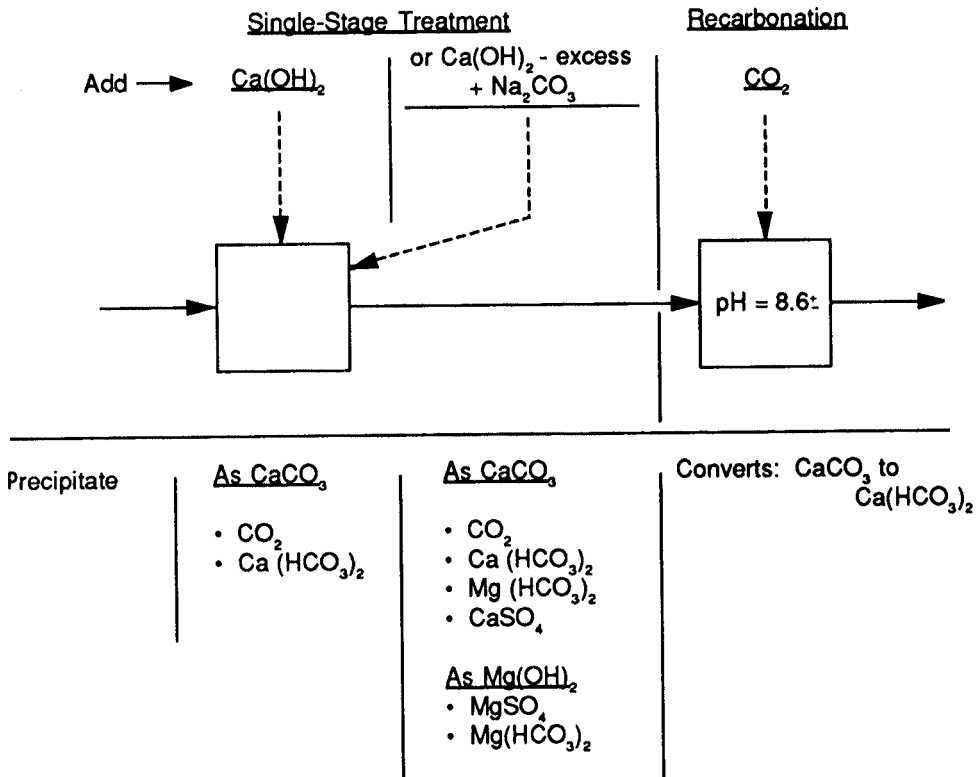 Single-Stage Treatment
Recarbonation
Add
Ca(OH)₂
or Ca(OH)₂ - excess
+ Na₂CO₃
CO₂
pH = 8.6±
Precipitate
As CaCO₃
• CO₂
• Ca (HCO₃)₂
As CaCO₃
• CO₂
• Ca (HCO₃)₂
• Mg (HCO₃)₂
• CaSO₄
As Mg(OH)₂
• MgSO₄
• Mg(HCO₃)₂
Converts: CaCO₃ to
Ca(HCO₃)₂